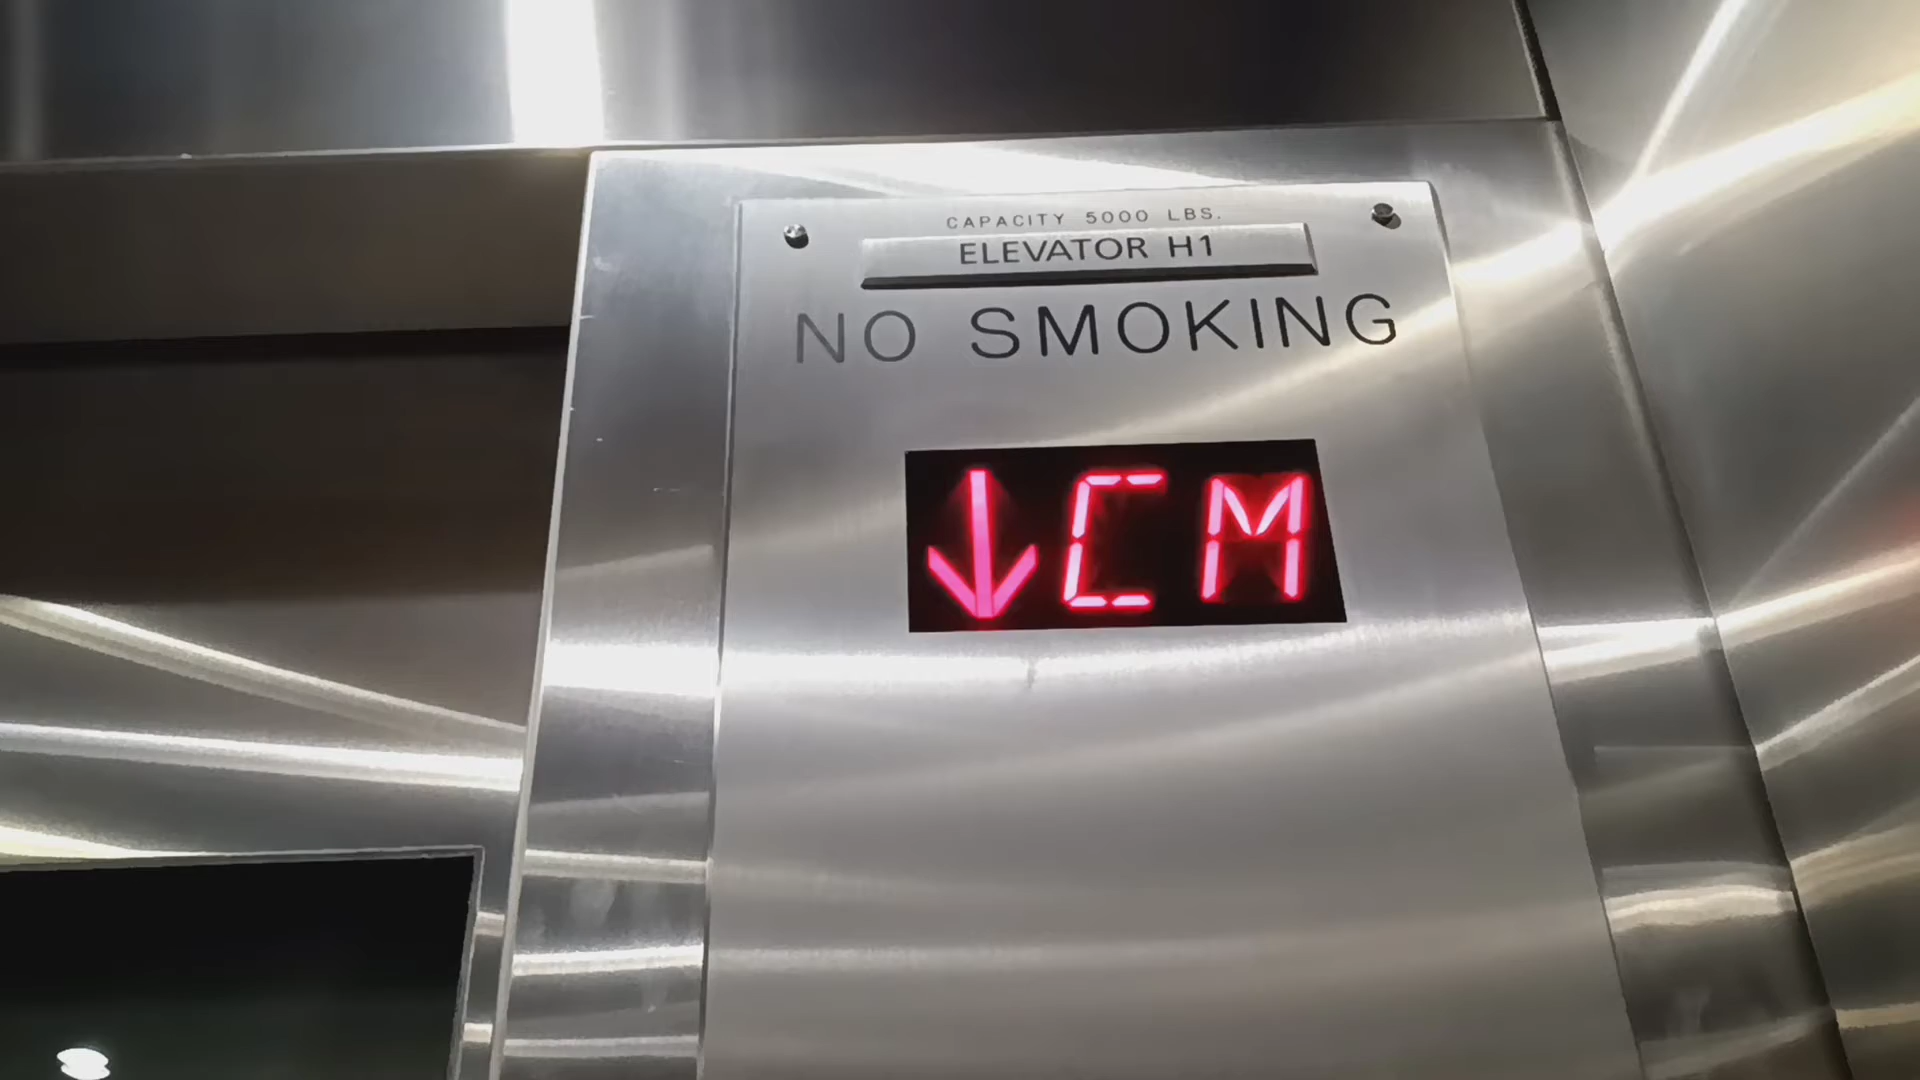 CAPACITY 5000 LBS.
ELEVATOR H1
NO SMOKING
↓CM